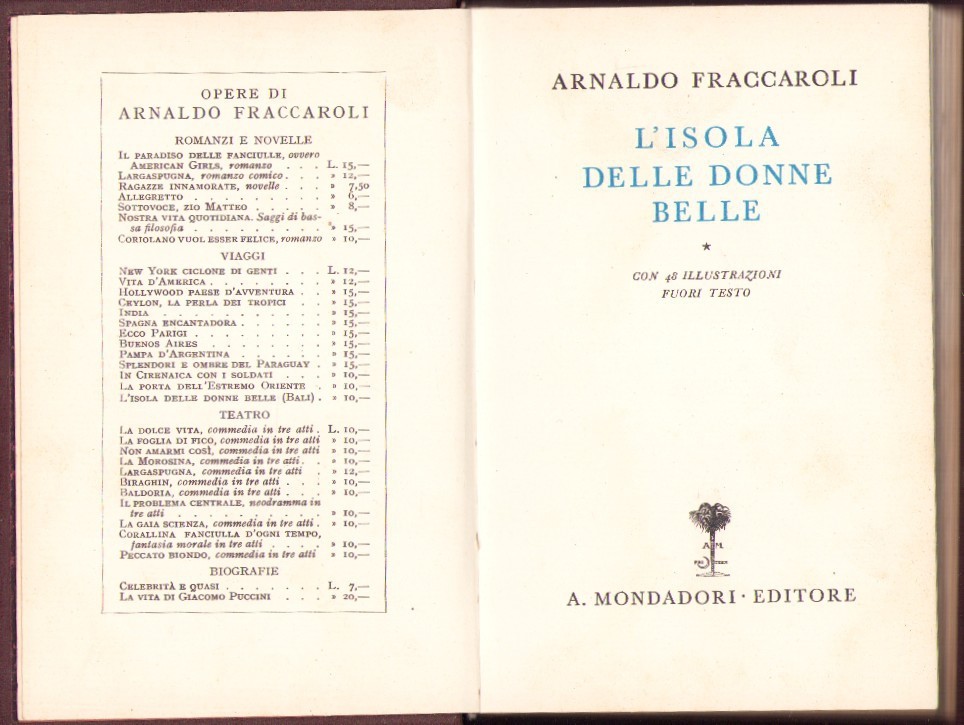 OPERE DI
ARNALDO FRACCAROLI
ROMANZI E NOVELLE
IL PARADISO DELLE FANCIULLE, ovvero
AMERICAN GIRLS, romanzo . . . L. 15,—
LARGASPUGNA, romanzo comico . . . » 12,—
RAGAZZE INNAMORATE, novelle . . . » 7,50
ALLEGRETTO . . . . . . . . . » 6,—
SOTTOVOCE, ZIO MATTEO . . . . . » 8,—
NOSTRA VITA QUOTIDIANA. Saggi di bas-
sa filosofia . . . . . . . . . » 15,—
CORIOLANO VUOL ESSER FELICE, romanzo » 10,—
VIAGGI
NEW YORK CICLONE DI GENTI . . . L. 12,—
VITA D'AMERICA . . . . . . . . » 12,—
HOLLYWOOD PAESE D'AVVENTURA . . » 15,—
CEYLON, LA PERLA DEI TROPICI . . » 15,—
INDIA . . . . . . . . . . . » 15,—
SPAGNA ENCANTADORA . . . . . . » 15,—
ECCO PARIGI . . . . . . . . . » 15,—
BUENOS AIRES . . . . . . . . » 15,—
PAMPA D'ARGENTINA . . . . . . » 15,—
SPLENDORI E OMBRE DEL PARAGUAY . » 15,—
IN CIRENAICA CON I SOLDATI . . . » 10,—
LA PORTA DELL'ESTREMO ORIENTE . » 10,—
L'ISOLA DELLE DONNE BELLE (BALI) . » 10,—
TEATRO
LA DOLCE VITA, commedia in tre atti . L. 10,—
LA FOGLIA DI FICO, commedia in tre atti » 10,—
NON AMARMI COSÌ, commedia in tre atti » 10,—
LA MOROSINA, commedia in tre atti . . » 10,—
LARGASPUGNA, commedia in tre atti . » 12,—
BIRAGHIN, commedia in tre atti . . . » 10,—
BALDORIA, commedia in tre atti . . . » 10,—
IL PROBLEMA CENTRALE, neodramma in
tre atti . . . . . . . . . . » 10,—
LA GAIA SCIENZA, commedia in tre atti . » 10,—
CORALLINA FANCIULLA D'OGNI TEMPO,
fantasia morale in tre atti . . . . » 10,—
PECCATO BIONDO, commedia in tre atti » 10,—
BIOGRAFIE
CELEBRITÀ E QUASI . . . . . . . L. 7,—
LA VITA DI GIACOMO PUCCINI . . . » 20,—
ARNALDO FRACCAROLI
L'ISOLA
DELLE DONNE
BELLE
★
CON 48 ILLUSTRAZIONI
FUORI TESTO
A. M.
A. MONDADORI · EDITORE